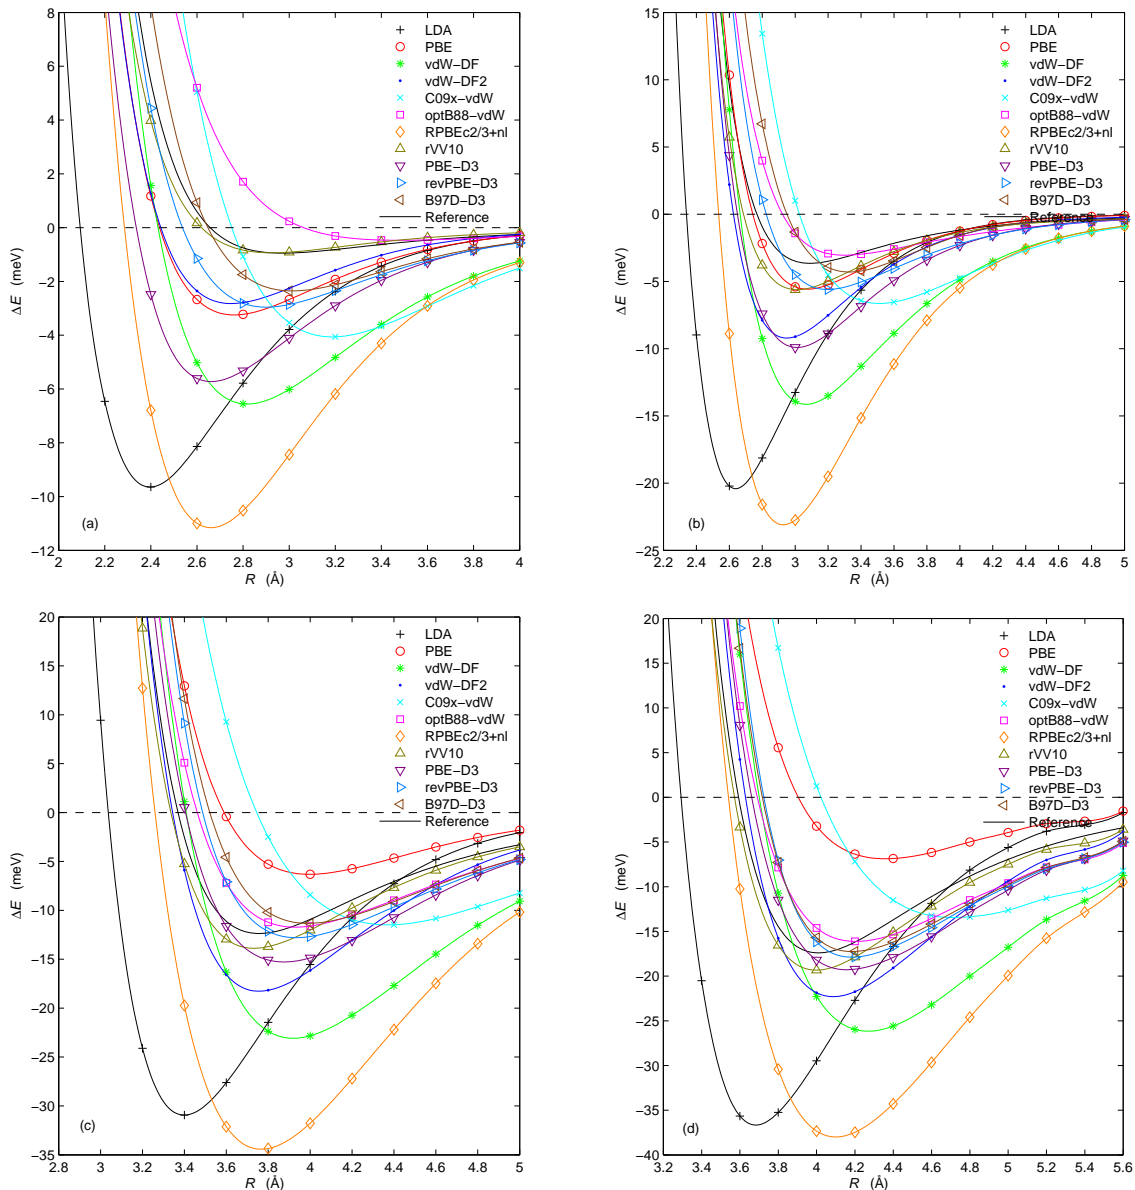 8
6
4
2
0
−2
−4
−6
−8
−10
−12
ΔE (meV)
2 2.2 2.4 2.6 2.8 3 3.2 3.4 3.6 3.8 4
R (Å)
(a)
LDA
PBE
vdW−DF
vdW−DF2
C09x−vdW
optB88−vdW
RPBEc2/3+nl
rVV10
PBE−D3
revPBE−D3
B97D−D3
Reference
15
10
5
0
−5
−10
−15
−20
−25
ΔE (meV)
2.2 2.4 2.6 2.8 3 3.2 3.4 3.6 3.8 4 4.2 4.4 4.6 4.8 5
R (Å)
(b)
LDA
PBE
vdW−DF
vdW−DF2
C09x−vdW
optB88−vdW
RPBEc2/3+nl
rVV10
PBE−D3
revPBE−D3
B97D−D3
Reference
20
15
10
5
0
−5
−10
−15
−20
−25
−30
−35
ΔE (meV)
2.8 3 3.2 3.4 3.6 3.8 4 4.2 4.4 4.6 4.8 5
R (Å)
(c)
LDA
PBE
vdW−DF
vdW−DF2
C09x−vdW
optB88−vdW
RPBEc2/3+nl
rVV10
PBE−D3
revPBE−D3
B97D−D3
Reference
20
15
10
5
0
−5
−10
−15
−20
−25
−30
−35
−40
ΔE (meV)
3.2 3.4 3.6 3.8 4 4.2 4.4 4.6 4.8 5 5.2 5.4 5.6
R (Å)
(d)
LDA
PBE
vdW−DF
vdW−DF2
C09x−vdW
optB88−vdW
RPBEc2/3+nl
rVV10
PBE−D3
revPBE−D3
B97D−D3
Reference